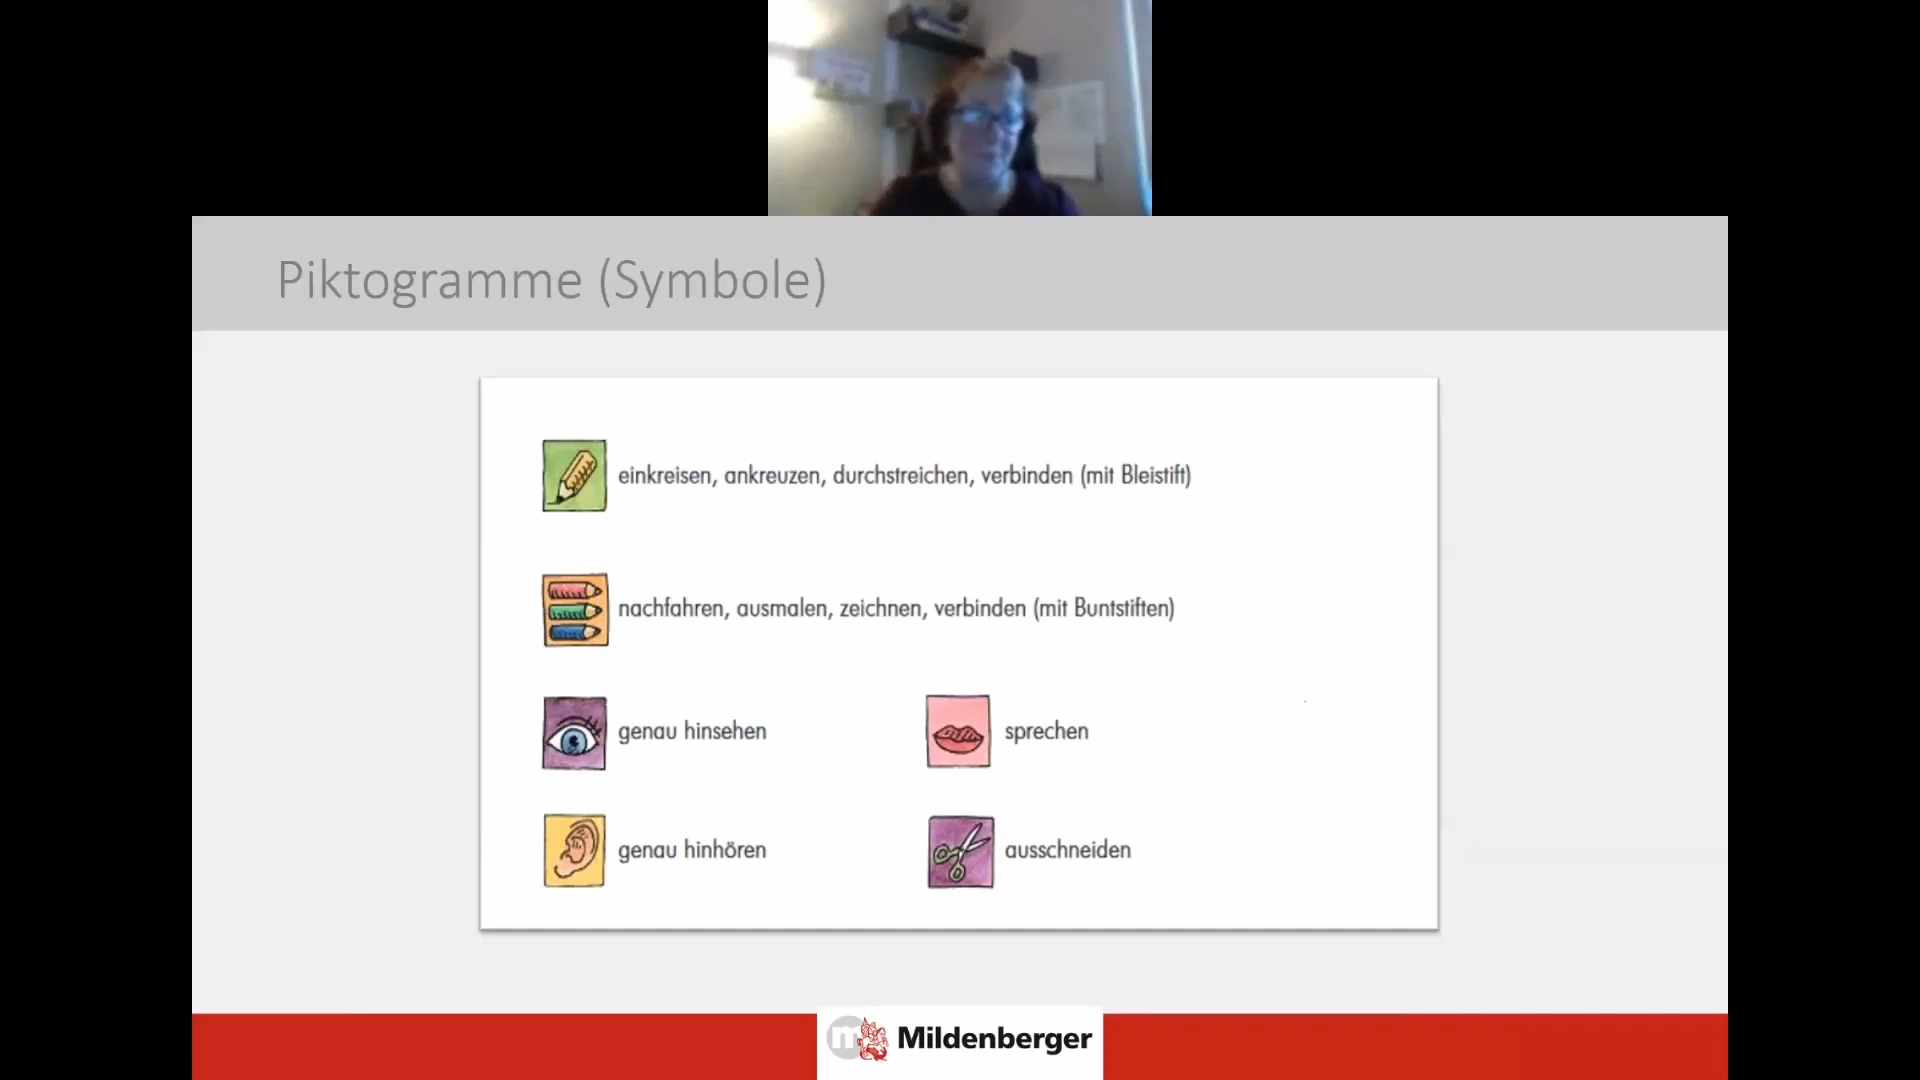 Piktogramme (Symbole)
einkreisen, ankreuzen, durchstreichen, verbinden (mit Bleistift)
nachfahren, ausmalen, zeichnen, verbinden (mit Buntstiften)
genau hinsehen
sprechen
genau hinhören
ausschneiden
m Mildenberger